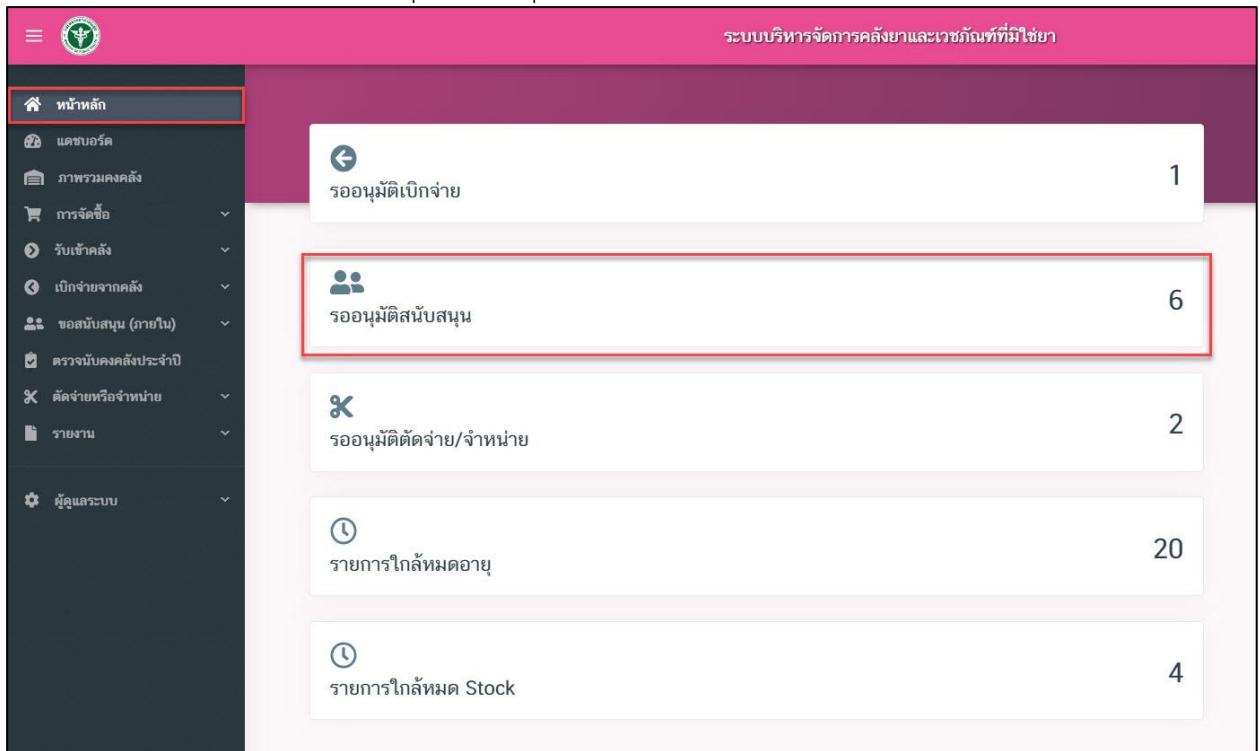 ระบบบริหารจัดการคลังยาและเวชภัณฑ์ที่มิใช่ยา
หน้าหลัก
แดชบอร์ด
ภาพรวมคงคลัง
การจัดซื้อ
รับเข้าคลัง
เบิกจ่ายจากคลัง
ขอสนับสนุน (ภายใน)
ตรวจนับคงคลังประจำปี
ตัดจ่ายหรือจำหน่าย
รายงาน
ผู้ดูแลระบบ
รออนุมัติเบิกจ่าย 1
รออนุมัติสนับสนุน 6
รออนุมัติตัดจ่าย/จำหน่าย 2
รายการใกล้หมดอายุ 20
รายการใกล้หมด Stock 4